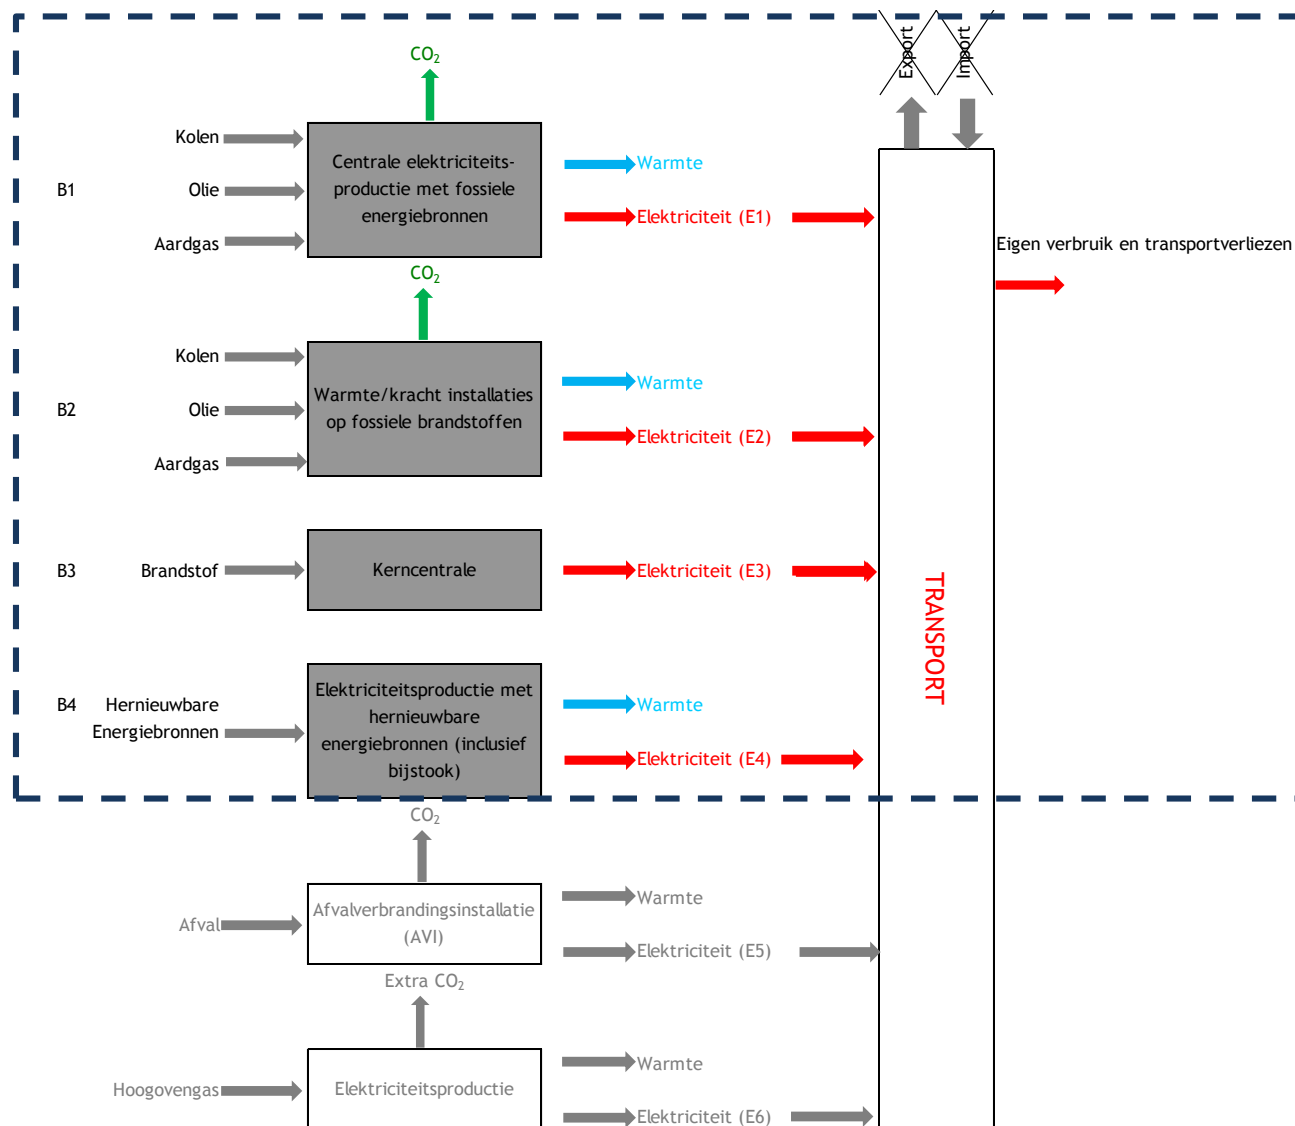 Export
Import
CO2
Kolen
B1
Olie
Aardgas
Centrale elektriciteits-
productie met fossiele
energiebronnen
Warmte
Elektriciteit (E1)
Eigen verbruik en transportverliezen
CO2
Kolen
B2
Olie
Aardgas
Warmte/kracht installaties
op fossiele brandstoffen
Warmte
Elektriciteit (E2)
B3
Brandstof
Kerncentrale
Elektriciteit (E3)
TRANSPORT
B4
Hernieuwbare
Energiebronnen
Elektriciteitsproductie met
hernieuwbare
energiebronnen (inclusief
bijstook)
Warmte
Elektriciteit (E4)
CO2
Afval
Afvalverbrandingsinstallatie
(AVI)
Warmte
Elektriciteit (E5)
Extra CO2
Hoogovengas
Elektriciteitsproductie
Warmte
Elektriciteit (E6)